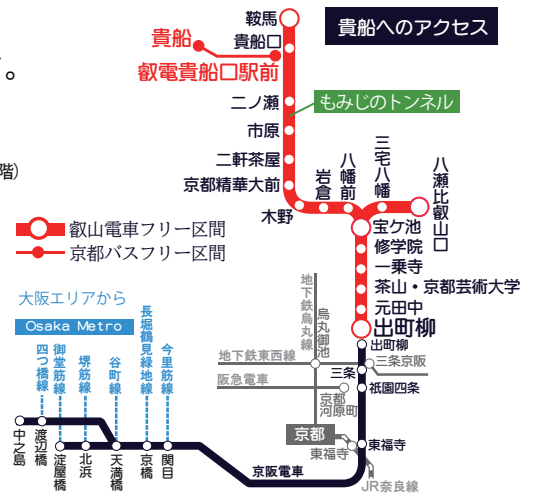 貴船へのアクセス
鞍馬
貴船
貴船口
叡電貴船口駅前
。
二ノ瀬
もみじのトンネル
市原
二軒茶屋
京都精華大前
階)
木野
岩倉
八幡前
三宅八幡
八瀬比叡山口
宝ケ池
修学院
一乗寺
茶山・京都芸術大学
元田中
出町柳
叡山電車フリー区間
京都バスフリー区間
大阪エリアから
Osaka Metro
四つ橋線
御堂筋線
堺筋線
谷町線
長堀鶴見緑地線
今里筋線
地下鉄烏丸線
烏丸御池
出町柳
地下鉄東西線
三条京阪
三条
阪急電車
京都
河原町
祇園四条
京都
東福寺
東福寺
京阪電車
JR奈良線
中之島
渡辺橋
淀屋橋
北浜
天満橋
京橋
関目